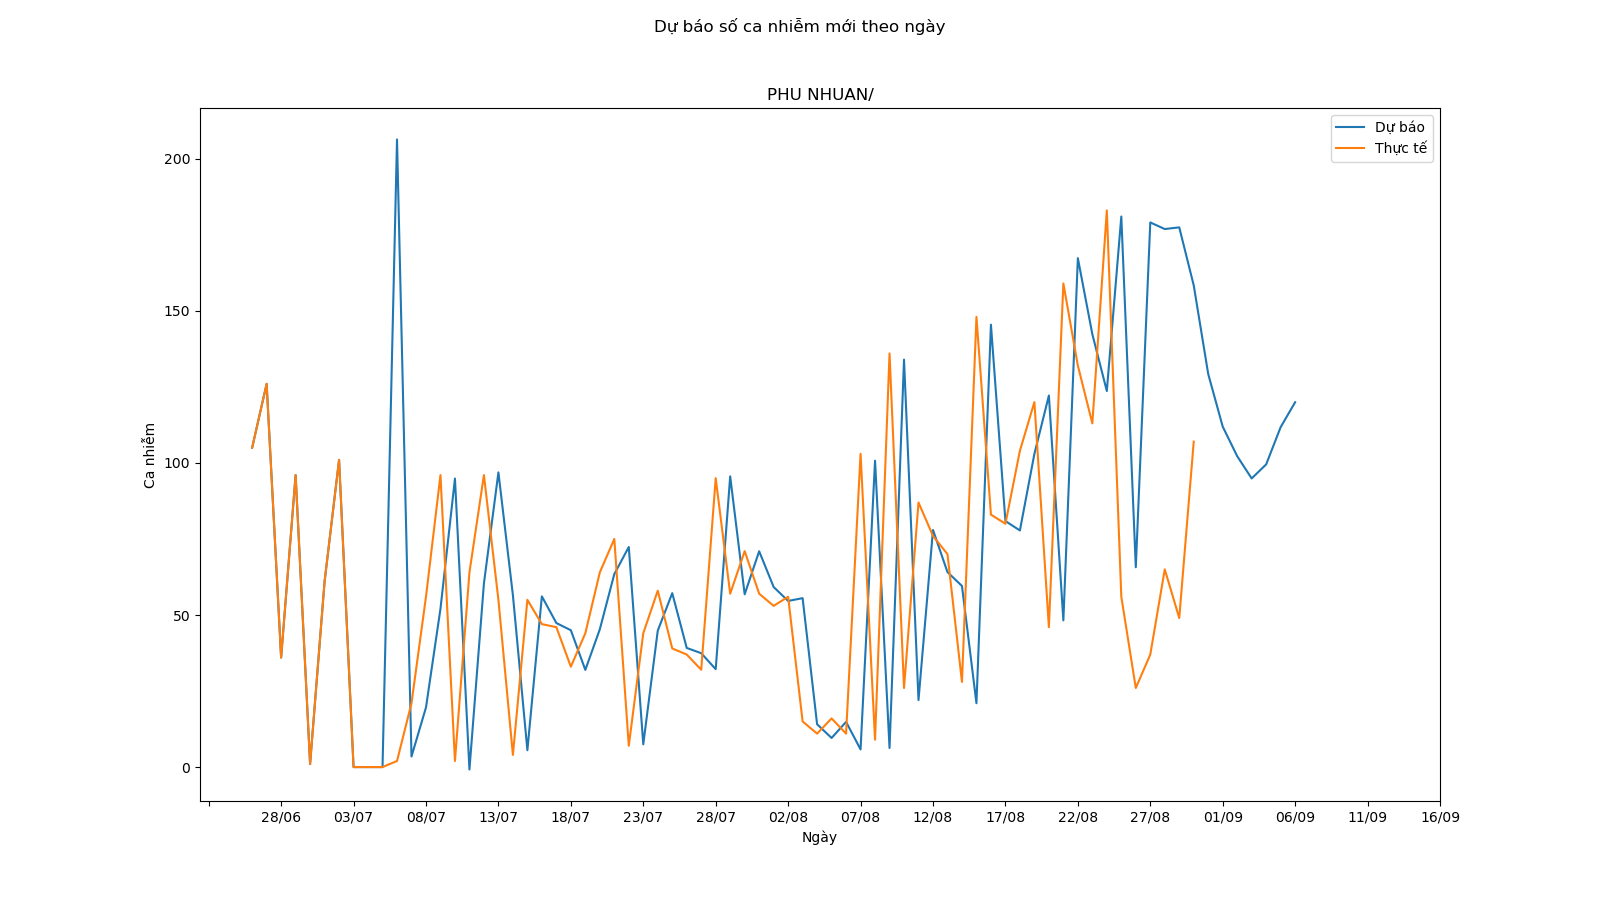 Dự báo số ca nhiễm mới theo ngày
PHU NHUAN/
Dự báo
Thực tế
200
150
100
50
0
Ca nhiễm
28/06 03/07 08/07 13/07 18/07 23/07 28/07 02/08 07/08 12/08 17/08 22/08 27/08 01/09 06/09 11/09 16/09
Ngày